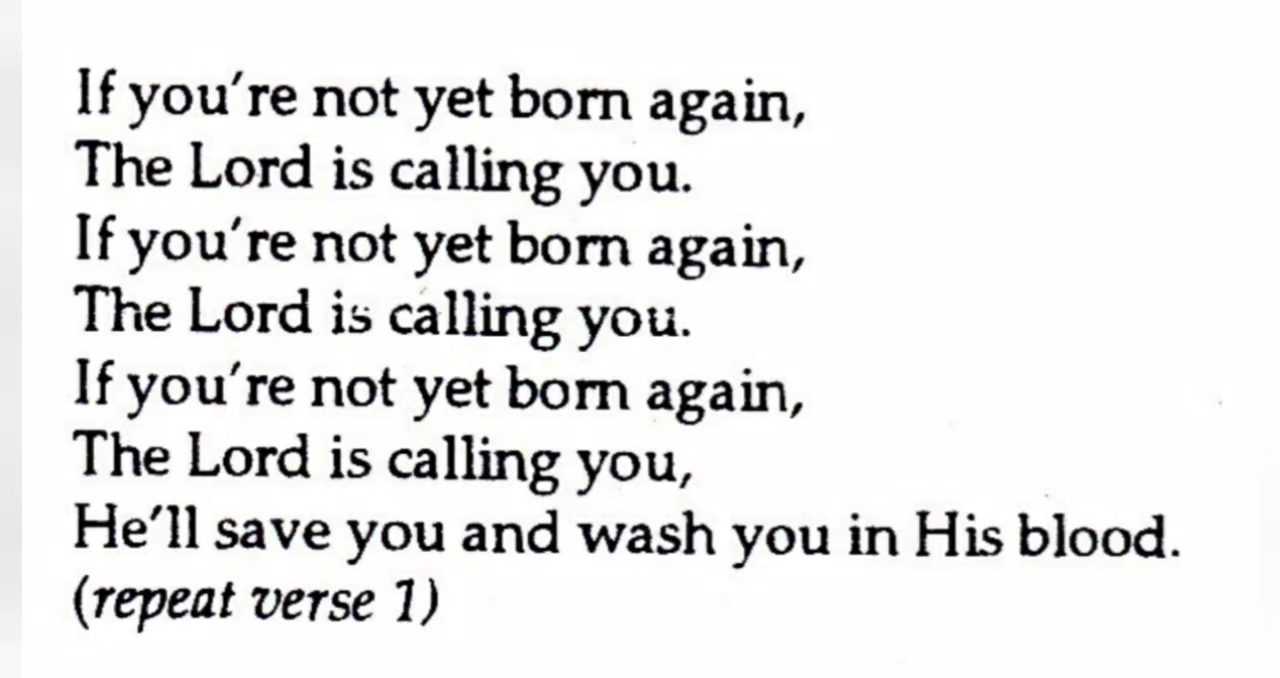 If you're not yet born again,
The Lord is calling you.
If you're not yet born again,
The Lord is calling you.
If you're not yet born again,
The Lord is calling you,
He'll save you and wash you in His blood.
(repeat verse 1)